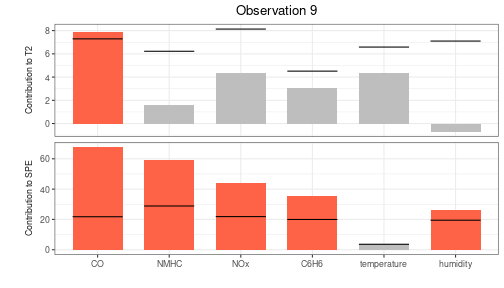 Observation 9
Contribution to T2
8
6
4
2
0
Contribution to SPE
60
40
20
0
CO NMHC NOx C6H6 temperature humidity